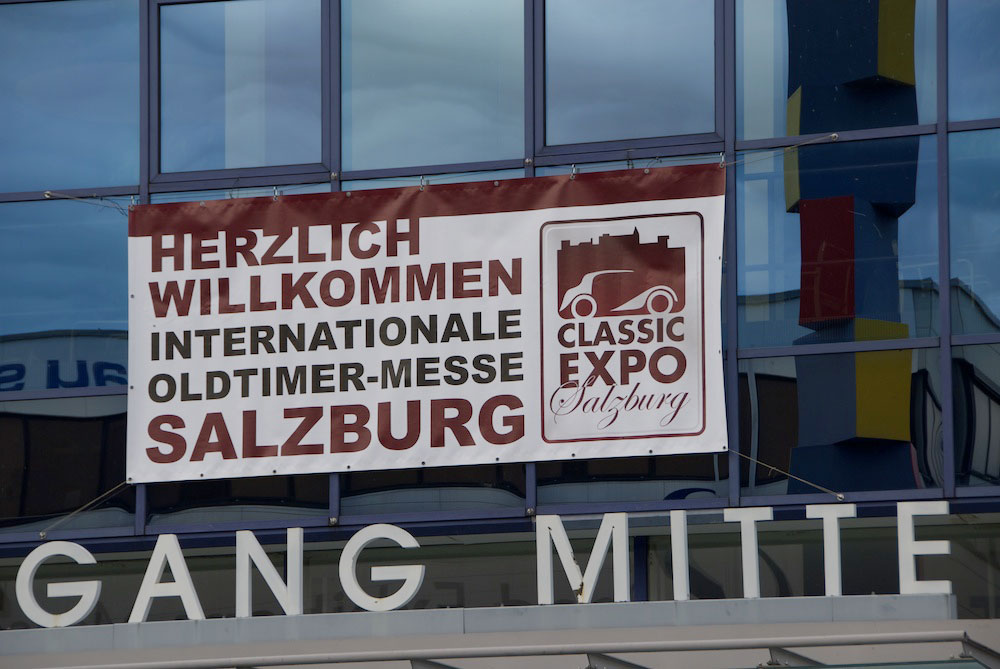 HERZLICH
WILLKOMMEN
INTERNATIONALE
OLDTIMER-MESSE
SALZBURG
CLASSIC
EXPO
Salzburg
GANG MITTE